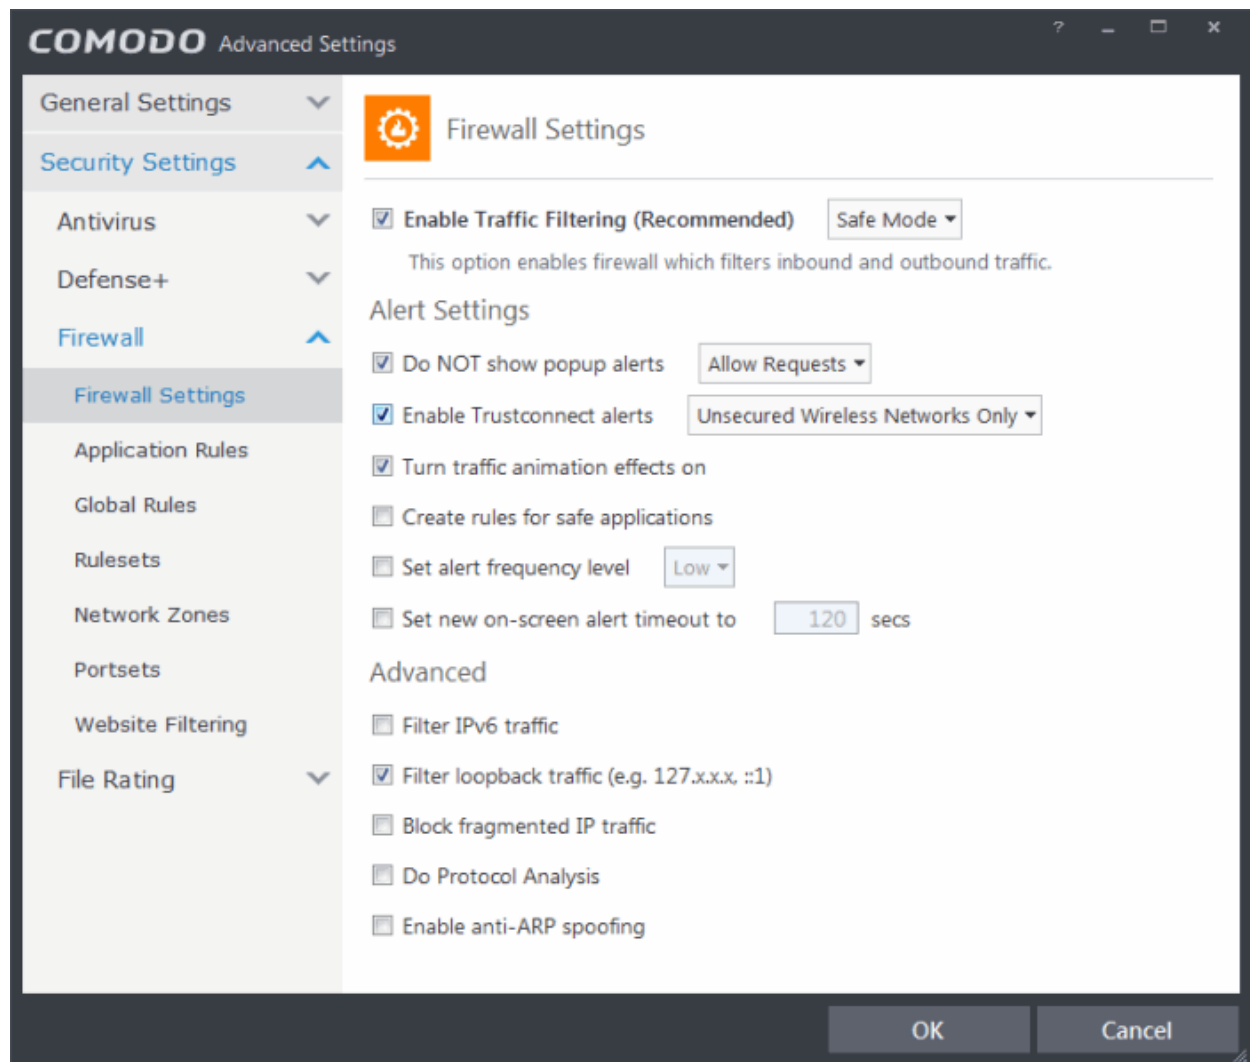 COMODO Advanced Settings
?
General Settings
Security Settings
Antivirus
Defense+
Firewall
Firewall Settings
Application Rules
Global Rules
Rulesets
Network Zones
Portsets
Website Filtering
File Rating
Firewall Settings
Enable Traffic Filtering (Recommended) Safe Mode
This option enables firewall which filters inbound and outbound traffic.
Alert Settings
Do NOT show popup alerts Allow Requests
Enable Trustconnect alerts Unsecured Wireless Networks Only
Turn traffic animation effects on
Create rules for safe applications
Set alert frequency level Low
Set new on-screen alert timeout to 120 secs
Advanced
Filter IPv6 traffic
Filter loopback traffic (e.g. 127.x.x.x, ::1)
Block fragmented IP traffic
Do Protocol Analysis
Enable anti-ARP spoofing
OK Cancel